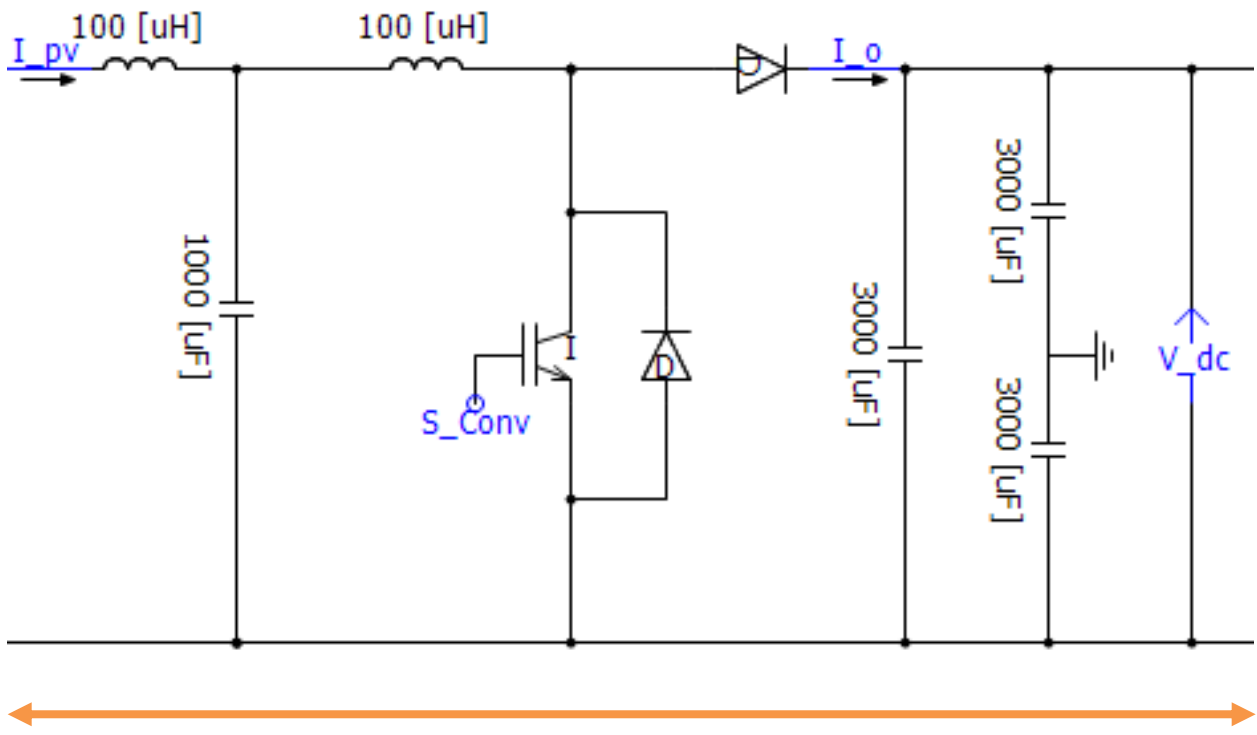 100 [uH]
100 [uH]
I_pv
I_o
D
1000 [uF]
I
D
S_Conv
3000 [uF]
3000 [uF]
3000 [uF]
V_dc